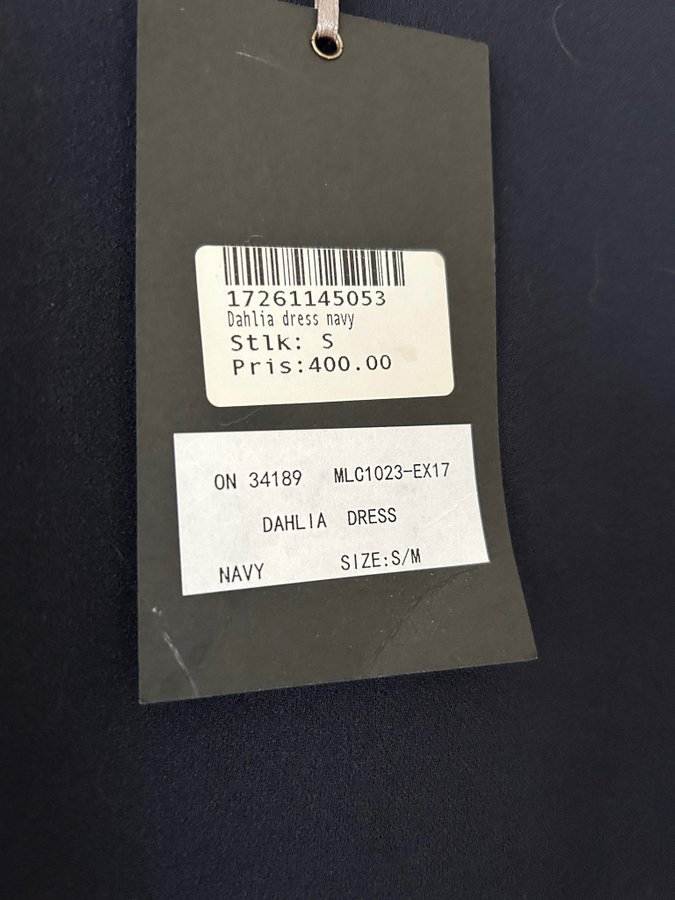 17261145053
Dahlia dress navy
Stlk: S
Pris:400.00
ON 34189 MLC1023-EX17
DAHLIA DRESS
NAVY SIZE:S/M